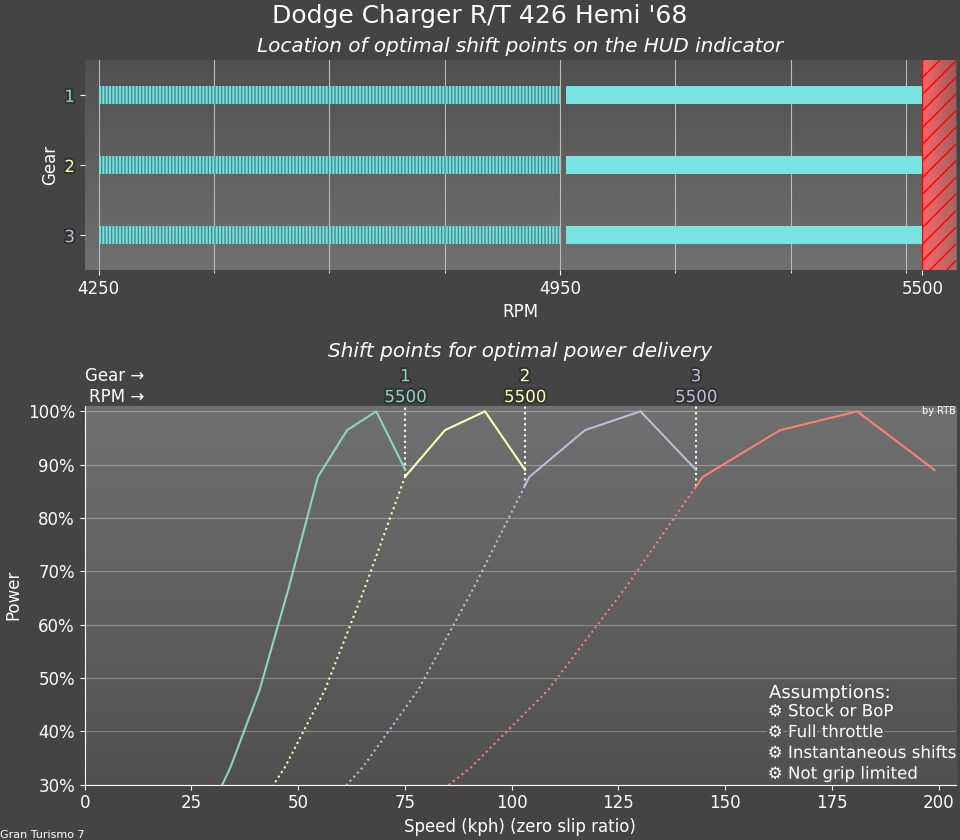 Dodge Charger R/T 426 Hemi '68
Location of optimal shift points on the HUD indicator
Gear
1
2
3
4250 4950 5500
RPM
Shift points for optimal power delivery
Gear → 1 2 3
RPM → 5500 5500 5500
by RTB
Power
100%
90%
80%
70%
60%
50%
40%
30%
Assumptions:
⚙ Stock or BoP
⚙ Full throttle
⚙ Instantaneous shifts
⚙ Not grip limited
0 25 50 75 100 125 150 175 200
Speed (kph) (zero slip ratio)
Gran Turismo 7